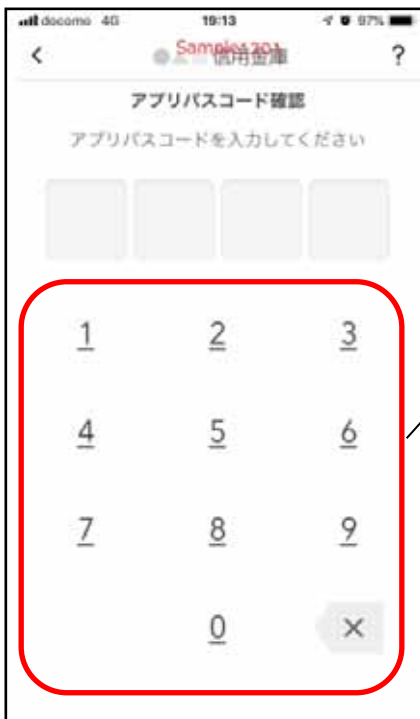 docomo 4G 19:13 97%
< Sample1201 信用金庫 ?
アプリパスコード確認
アプリパスコードを入力してください
1 2 3
4 5 6
7 8 9
0 ×